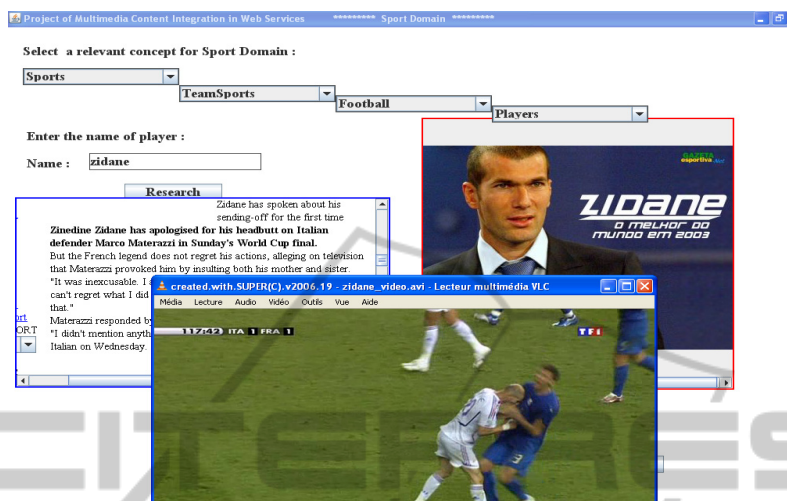 Project of Multimedia Content Integration in Web Services ********* Sport Domain *********
Select a relevant concept for Sport Domain :
Sports
TeamSports
Football
Players
Enter the name of player :
Name : zidane
Research
Zidane has spoken about his
sending-off for the first time
Zinedine Zidane has apologised for his headbutt on Italian
defender Marco Materazzi in Sunday's World Cup final.
But the French legend does not regret his actions, alleging on television
that Materazzi provoked him by insulting both his mother and sister.
"It was inexcusable. I
can't regret what I did
that."
Materazzi responded by
"I didn't mention anyth
Italian on Wednesday.
ort
ORT
GAZETA
esportiva .Net
ZIDANE
O MELHOR DO
MUNDO EM 2003
created.with.SUPER(C).v2006.19 - zidane_video.avi - Lecteur multimédia VLC
Média Lecture Audio Vidéo Outils Vue Aide
117:42 ITA 1 FRA 1
TF1
3